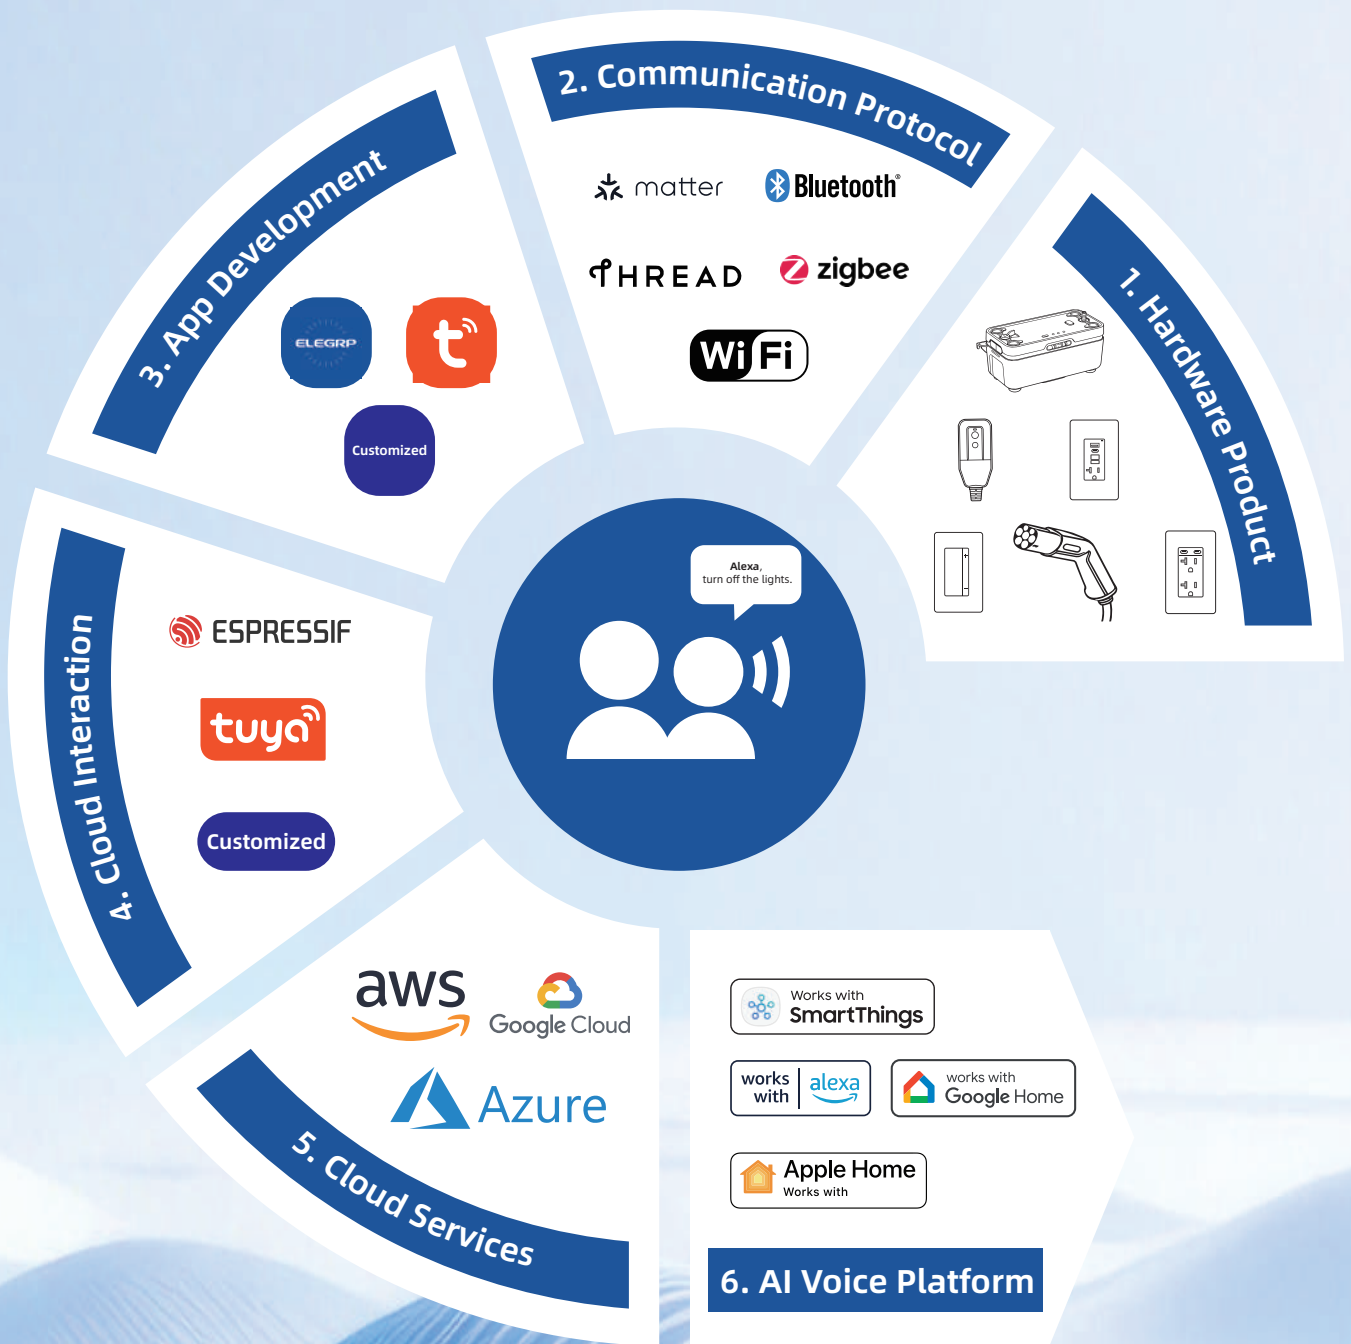 1. Hardware Product
2. Communication Protocol
matter
Bluetooth®
THREAD
zigbee
WiFi
3. App Development
ELEGRP
t
Customized
4. Cloud Interaction
ESPRESSIF
tuya
Customized
5. Cloud Services
aws
Google Cloud
Azure
6. AI Voice Platform
Works with
SmartThings
works
with
alexa
works with
Google Home
Apple Home
Works with
Alexa,
turn off the lights.